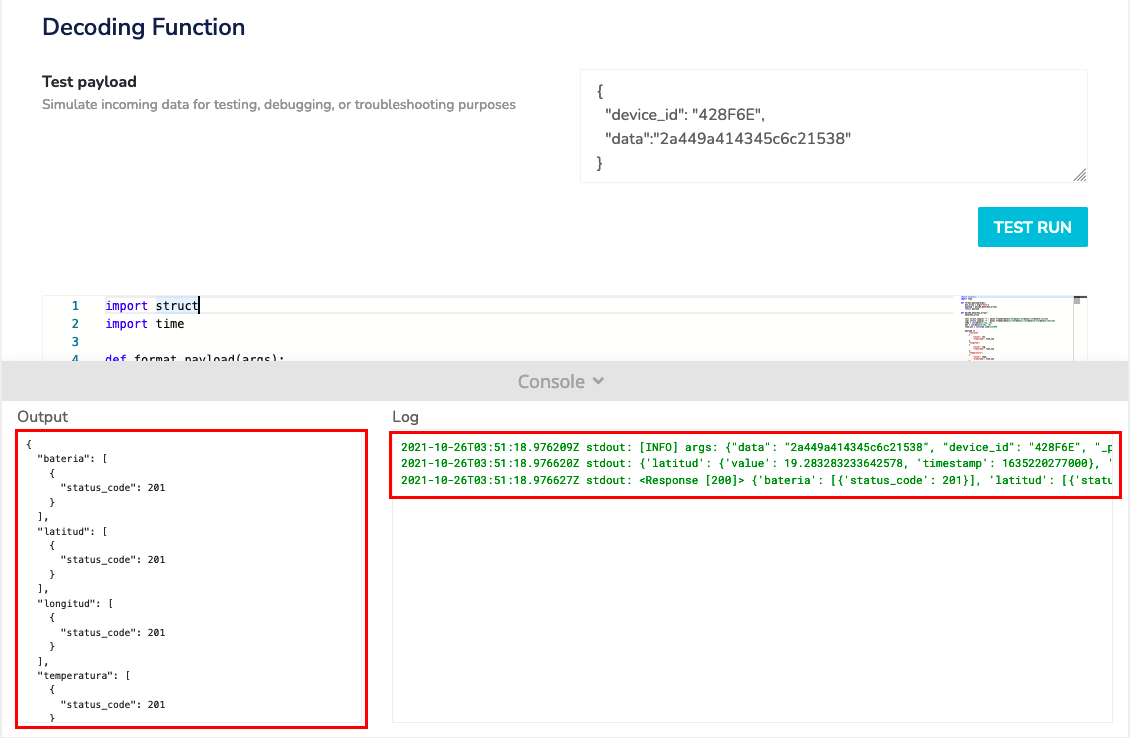 Decoding Function
Test payload
Simulate incoming data for testing, debugging, or troubleshooting purposes
{
"device_id": "428F6E",
"data":"2a449a414345c6c21538"
}
TEST RUN
1 import struct
2 import time
3
4 def format_payload(args):
Console
Output
{
"bateria": [
{
"status_code": 201
}
],
"latitud": [
{
"status_code": 201
}
],
"longitud": [
{
"status_code": 201
}
],
"temperatura": [
{
"status_code": 201
}
Log
2021-10-26T03:51:18.976209Z stdout: [INFO] args: {"data": "2a449a414345c6c21538", "device_id": "428F6E", "_p
2021-10-26T03:51:18.976620Z stdout: {'latitud': {'value': 19.283283233642578, 'timestamp': 1635220277000}, '
2021-10-26T03:51:18.976627Z stdout: <Response [200]> {'bateria': [{'status_code': 201}], 'latitud': [{'statu